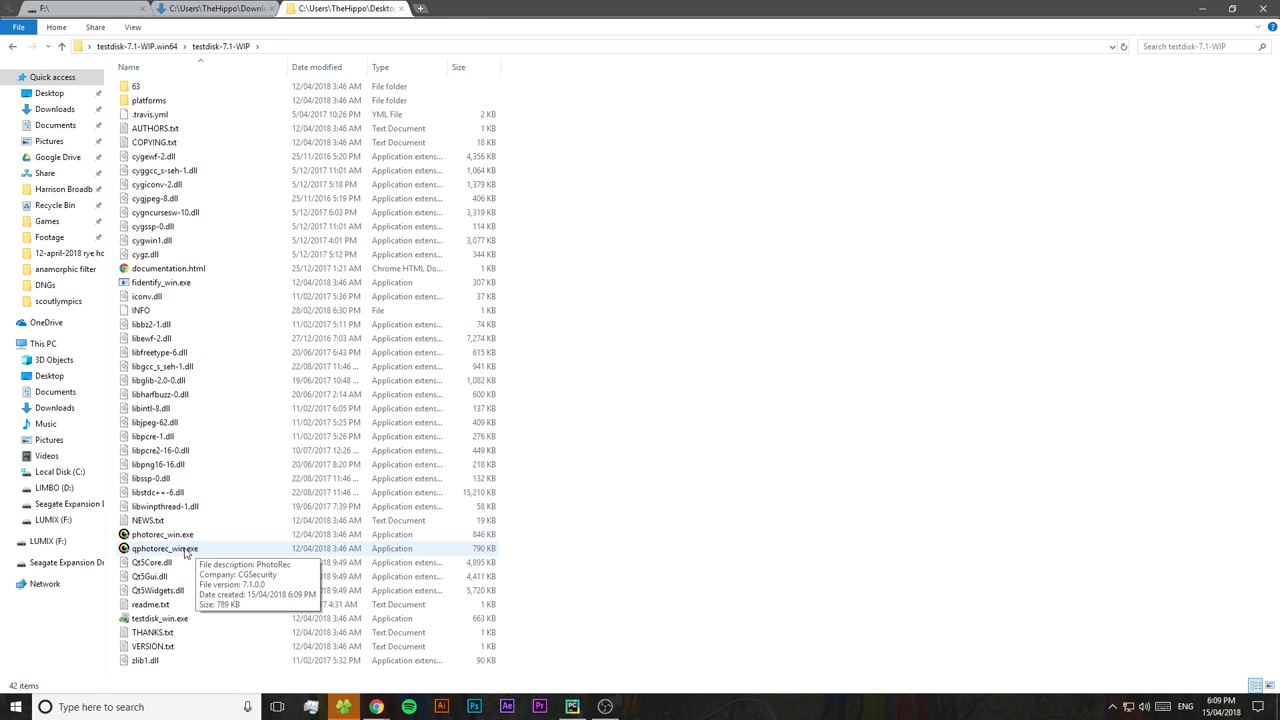 F:\
C:\Users\TheHippo\Downl
C:\Users\TheHippo\Deskto
File
Home
Share
View
testdisk-7.1-WIP.win64
testdisk-7.1-WIP
Search testdisk-7.1-WIP
Name
Date modified
Type
Size
Quick access
Desktop
Downloads
Documents
Pictures
Google Drive
Share
Harrison Broadb
Recycle Bin
Games
Footage
12-april-2018 rye ho
anamorphic filter
DNGs
scoutlympics
OneDrive
This PC
3D Objects
Desktop
Documents
Downloads
Music
Pictures
Videos
Local Disk (C:)
LIMBO (D:)
Seagate Expansion D
LUMIX (F:)
LUMIX (F:)
Seagate Expansion Dr
Network
63 12/04/2018 3:46 AM File folder
platforms 12/04/2018 3:46 AM File folder
.travis.yml 5/04/2017 10:26 PM YML File 2 KB
AUTHORS.txt 12/04/2018 3:46 AM Text Document 1 KB
COPYING.txt 12/04/2018 3:46 AM Text Document 18 KB
cygewf-2.dll 25/11/2016 5:20 PM Application extens... 4,356 KB
cyggcc_s-seh-1.dll 5/12/2017 11:01 AM Application extens... 1,064 KB
cygiconv-2.dll 5/12/2017 5:18 PM Application extens... 1,379 KB
cygjpeg-8.dll 25/11/2016 5:19 PM Application extens... 406 KB
cygncursesw-10.dll 5/12/2017 6:03 PM Application extens... 3,319 KB
cygssp-0.dll 5/12/2017 11:01 AM Application extens... 114 KB
cygwin1.dll 5/12/2017 4:01 PM Application extens... 3,077 KB
cygz.dll 5/12/2017 5:12 PM Application extens... 344 KB
documentation.html 25/12/2017 1:21 AM Chrome HTML Do... 1 KB
fidentify_win.exe 12/04/2018 3:46 AM Application 307 KB
iconv.dll 11/02/2017 5:36 PM Application extens... 37 KB
INFO 28/02/2018 6:30 PM File 1 KB
libbz2-1.dll 11/02/2017 5:11 PM Application extens... 74 KB
libewf-2.dll 27/12/2016 7:03 AM Application extens... 7,274 KB
libfreetype-6.dll 20/06/2017 6:43 PM Application extens... 615 KB
libgcc_s_seh-1.dll 22/08/2017 11:46 ... Application extens... 941 KB
libglib-2.0-0.dll 19/06/2017 10:48 ... Application extens... 1,082 KB
libharfbuzz-0.dll 20/06/2017 2:14 AM Application extens... 600 KB
libintl-8.dll 11/02/2017 6:05 PM Application extens... 137 KB
libjpeg-62.dll 11/02/2017 5:25 PM Application extens... 409 KB
libpcre-1.dll 11/02/2017 5:26 PM Application extens... 276 KB
libpcre2-16-0.dll 10/07/2017 12:26 ... Application extens... 449 KB
libpng16-16.dll 20/06/2017 8:20 PM Application extens... 218 KB
libssp-0.dll 22/08/2017 11:46 ... Application extens... 132 KB
libstdc++-6.dll 22/08/2017 11:46 ... Application extens... 15,210 KB
libwinpthread-1.dll 19/06/2017 7:39 PM Application extens... 58 KB
NEWS.txt 12/04/2018 3:46 AM Text Document 19 KB
photorec_win.exe 12/04/2018 3:46 AM Application 846 KB
qphotorec_win.exe 12/04/2018 3:46 AM Application 790 KB
Qt5Core.dll 8 9:49 AM Application extens... 4,895 KB
Qt5Gui.dll 8 9:49 AM Application extens... 4,411 KB
Qt5Widgets.dll 8 9:49 AM Application extens... 5,720 KB
readme.txt 7 4:31 AM Text Document 1 KB
testdisk_win.exe 12/04/2018 3:46 AM Application 663 KB
THANKS.txt 12/04/2018 3:46 AM Text Document 1 KB
VERSION.txt 12/04/2018 3:46 AM Text Document 1 KB
zlib1.dll 11/02/2017 5:32 PM Application extens... 90 KB
File description: PhotoRec
Company: CGSecurity
File version: 7.1.0.0
Date created: 15/04/2018 6:09 PM
Size: 789 KB
42 items
Type here to search
Ai
Ps
Ae
Pr
PC
ENG
6:09 PM
15/04/2018